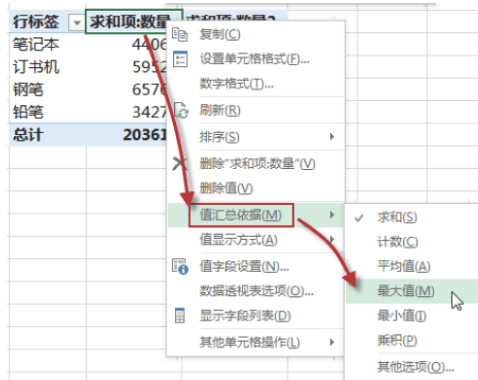 行标签 求和项:数量 求和项:数量2
笔记本 4406
订书机 5952
钢笔 6576
铅笔 3427
总计 20361
复制(C)
设置单元格格式(F)...
数字格式(T)...
刷新(R)
排序(S)
删除"求和项:数量"(V)
删除值(V)
值汇总依据(M)
值显示方式(A)
值字段设置(N)...
数据透视表选项(O)...
显示字段列表(D)
其他单元格操作(L)
求和(S)
计数(C)
平均值(A)
最大值(M)
最小值(I)
乘积(P)
其他选项(O)...